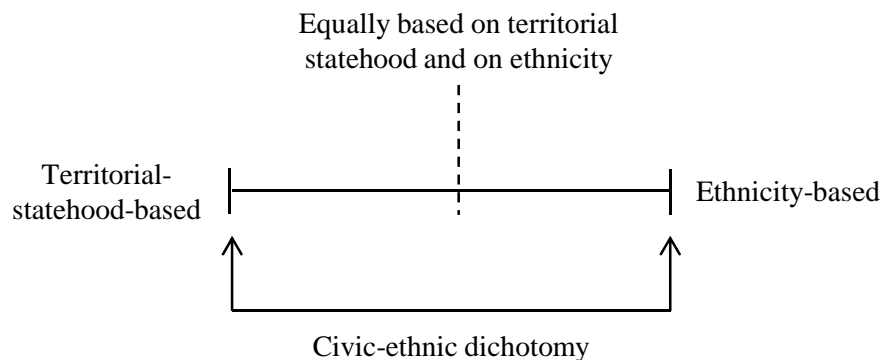 Equally based on territorial
statehood and on ethnicity
Territorial-
statehood-based
Ethnicity-based
Civic-ethnic dichotomy